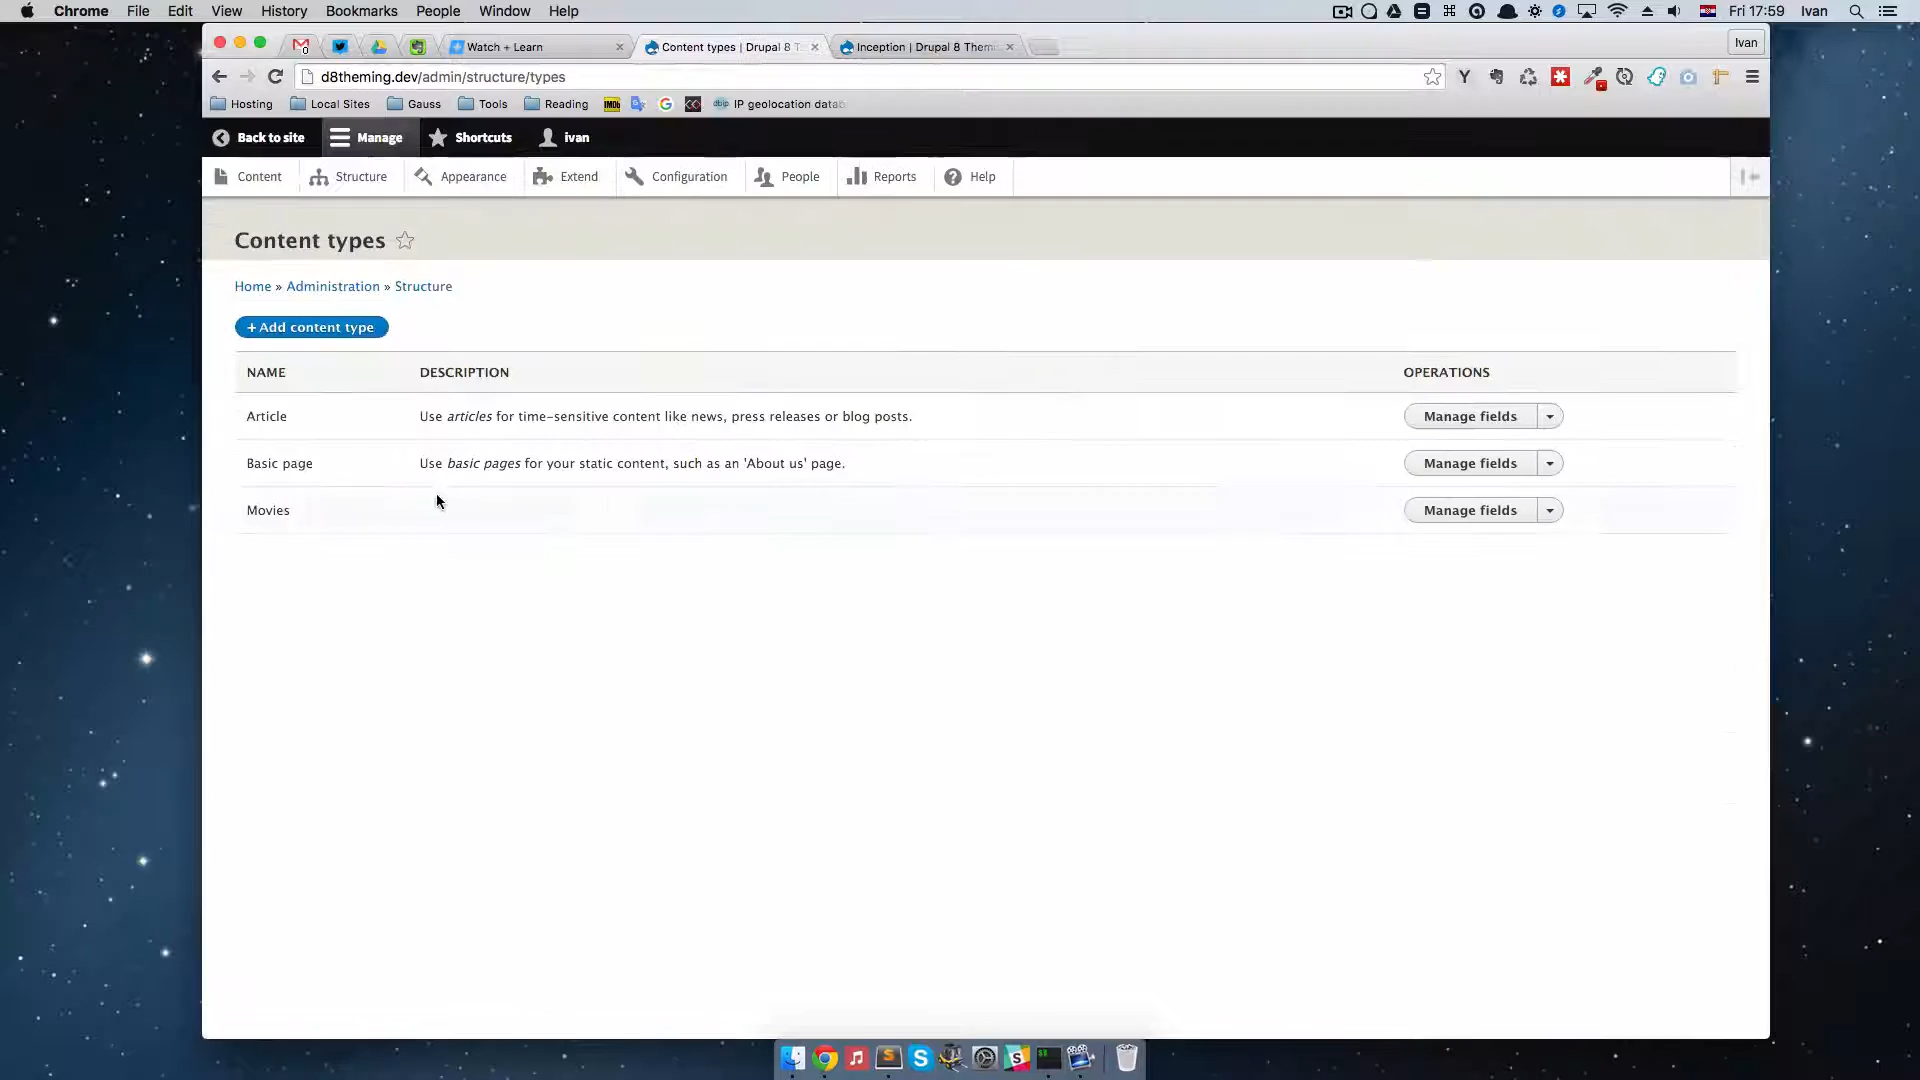 Chrome File Edit View History Bookmarks People Window Help Fri 17:59 Ivan
0 Watch + Learn Content types | Drupal 8 T Inception | Drupal 8 Themi Ivan
d8theming.dev/admin/structure/types Y
Hosting Local Sites Gauss Tools Reading IMDb dbip IP geolocation datab
Back to site Manage Shortcuts ivan
Content Structure Appearance Extend Configuration People Reports Help
Content types
Home » Administration » Structure
+ Add content type
NAME DESCRIPTION OPERATIONS
Article Use articles for time-sensitive content like news, press releases or blog posts. Manage fields
Basic page Use basic pages for your static content, such as an 'About us' page. Manage fields
Movies Manage fields